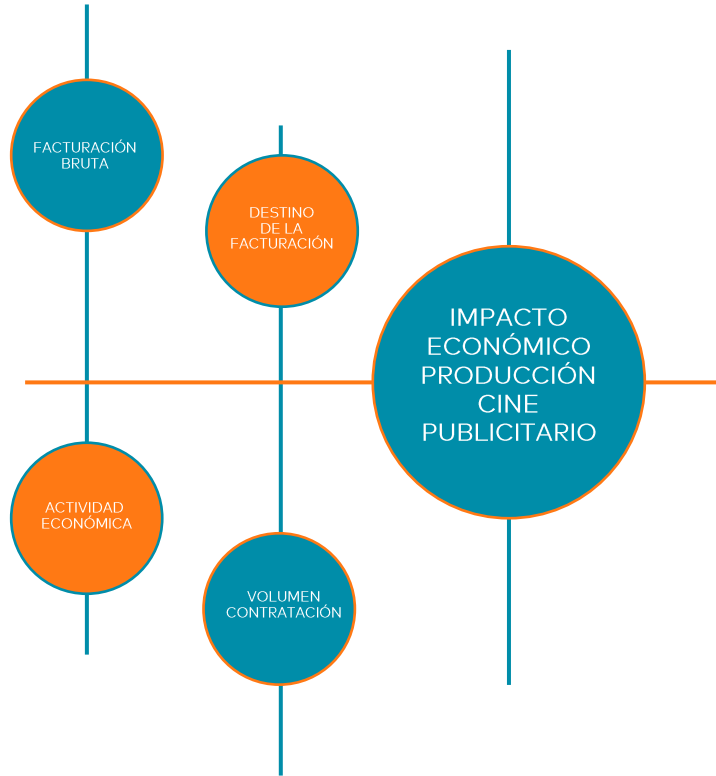 FACTURACIÓN
BRUTA
DESTINO
DE LA
FACTURACIÓN
IMPACTO
ECONÓMICO
PRODUCCIÓN
CINE
PUBLICITARIO
ACTIVIDAD
ECONÓMICA
VOLUMEN
CONTRATACIÓN